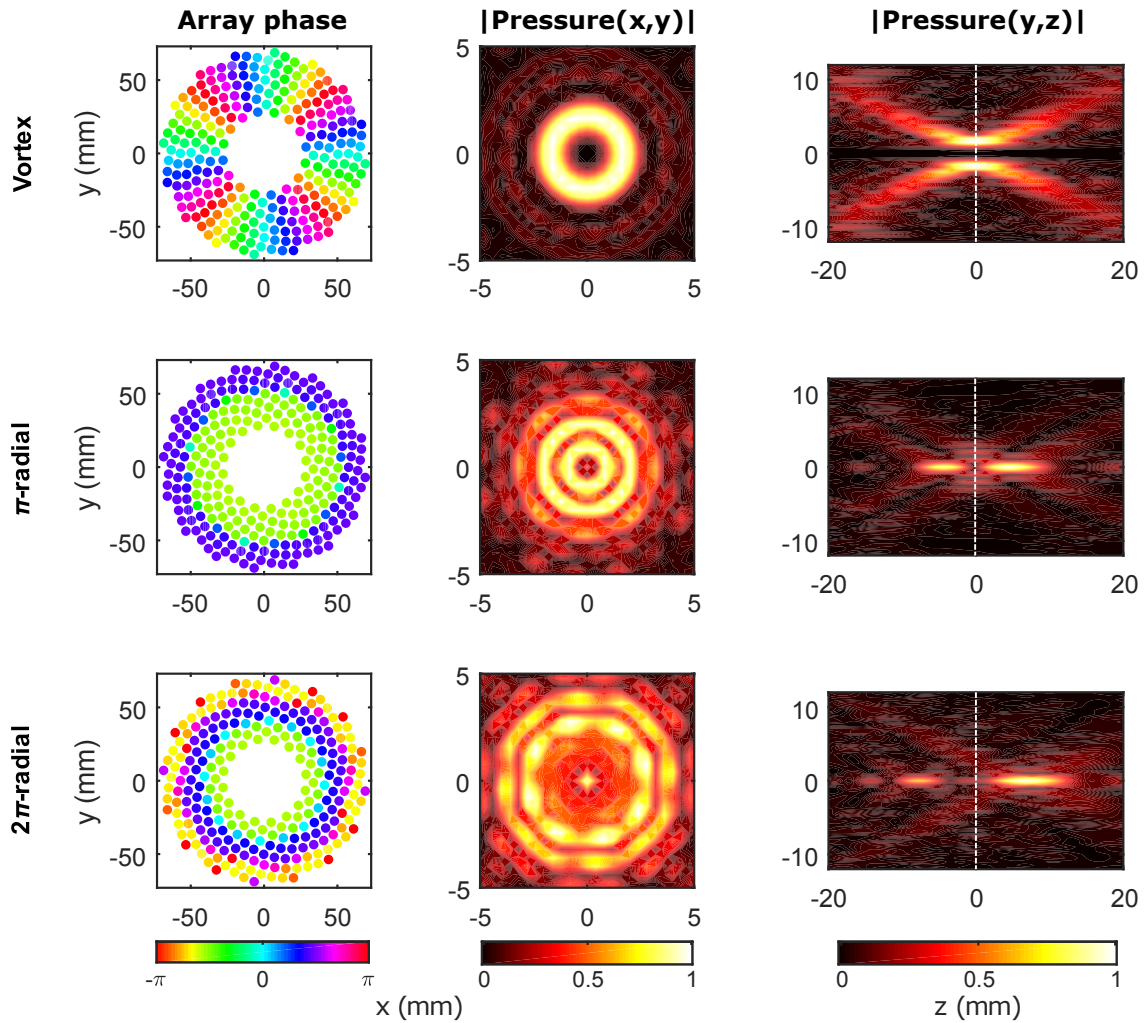 Array phase |Pressure(x,y)| |Pressure(y,z)|
Vortex
y (mm)
50
0
-50
-50 0 50
5
0
-5
-5 0 5
10
0
-10
-20 0 20
π-radial
y (mm)
50
0
-50
-50 0 50
5
0
-5
-5 0 5
10
0
-10
-20 0 20
2π-radial
y (mm)
50
0
-50
-50 0 50
5
0
-5
-5 0 5
10
0
-10
-20 0 20
-π 0 π
0 0.5 1
0 0.5 1
x (mm)
z (mm)